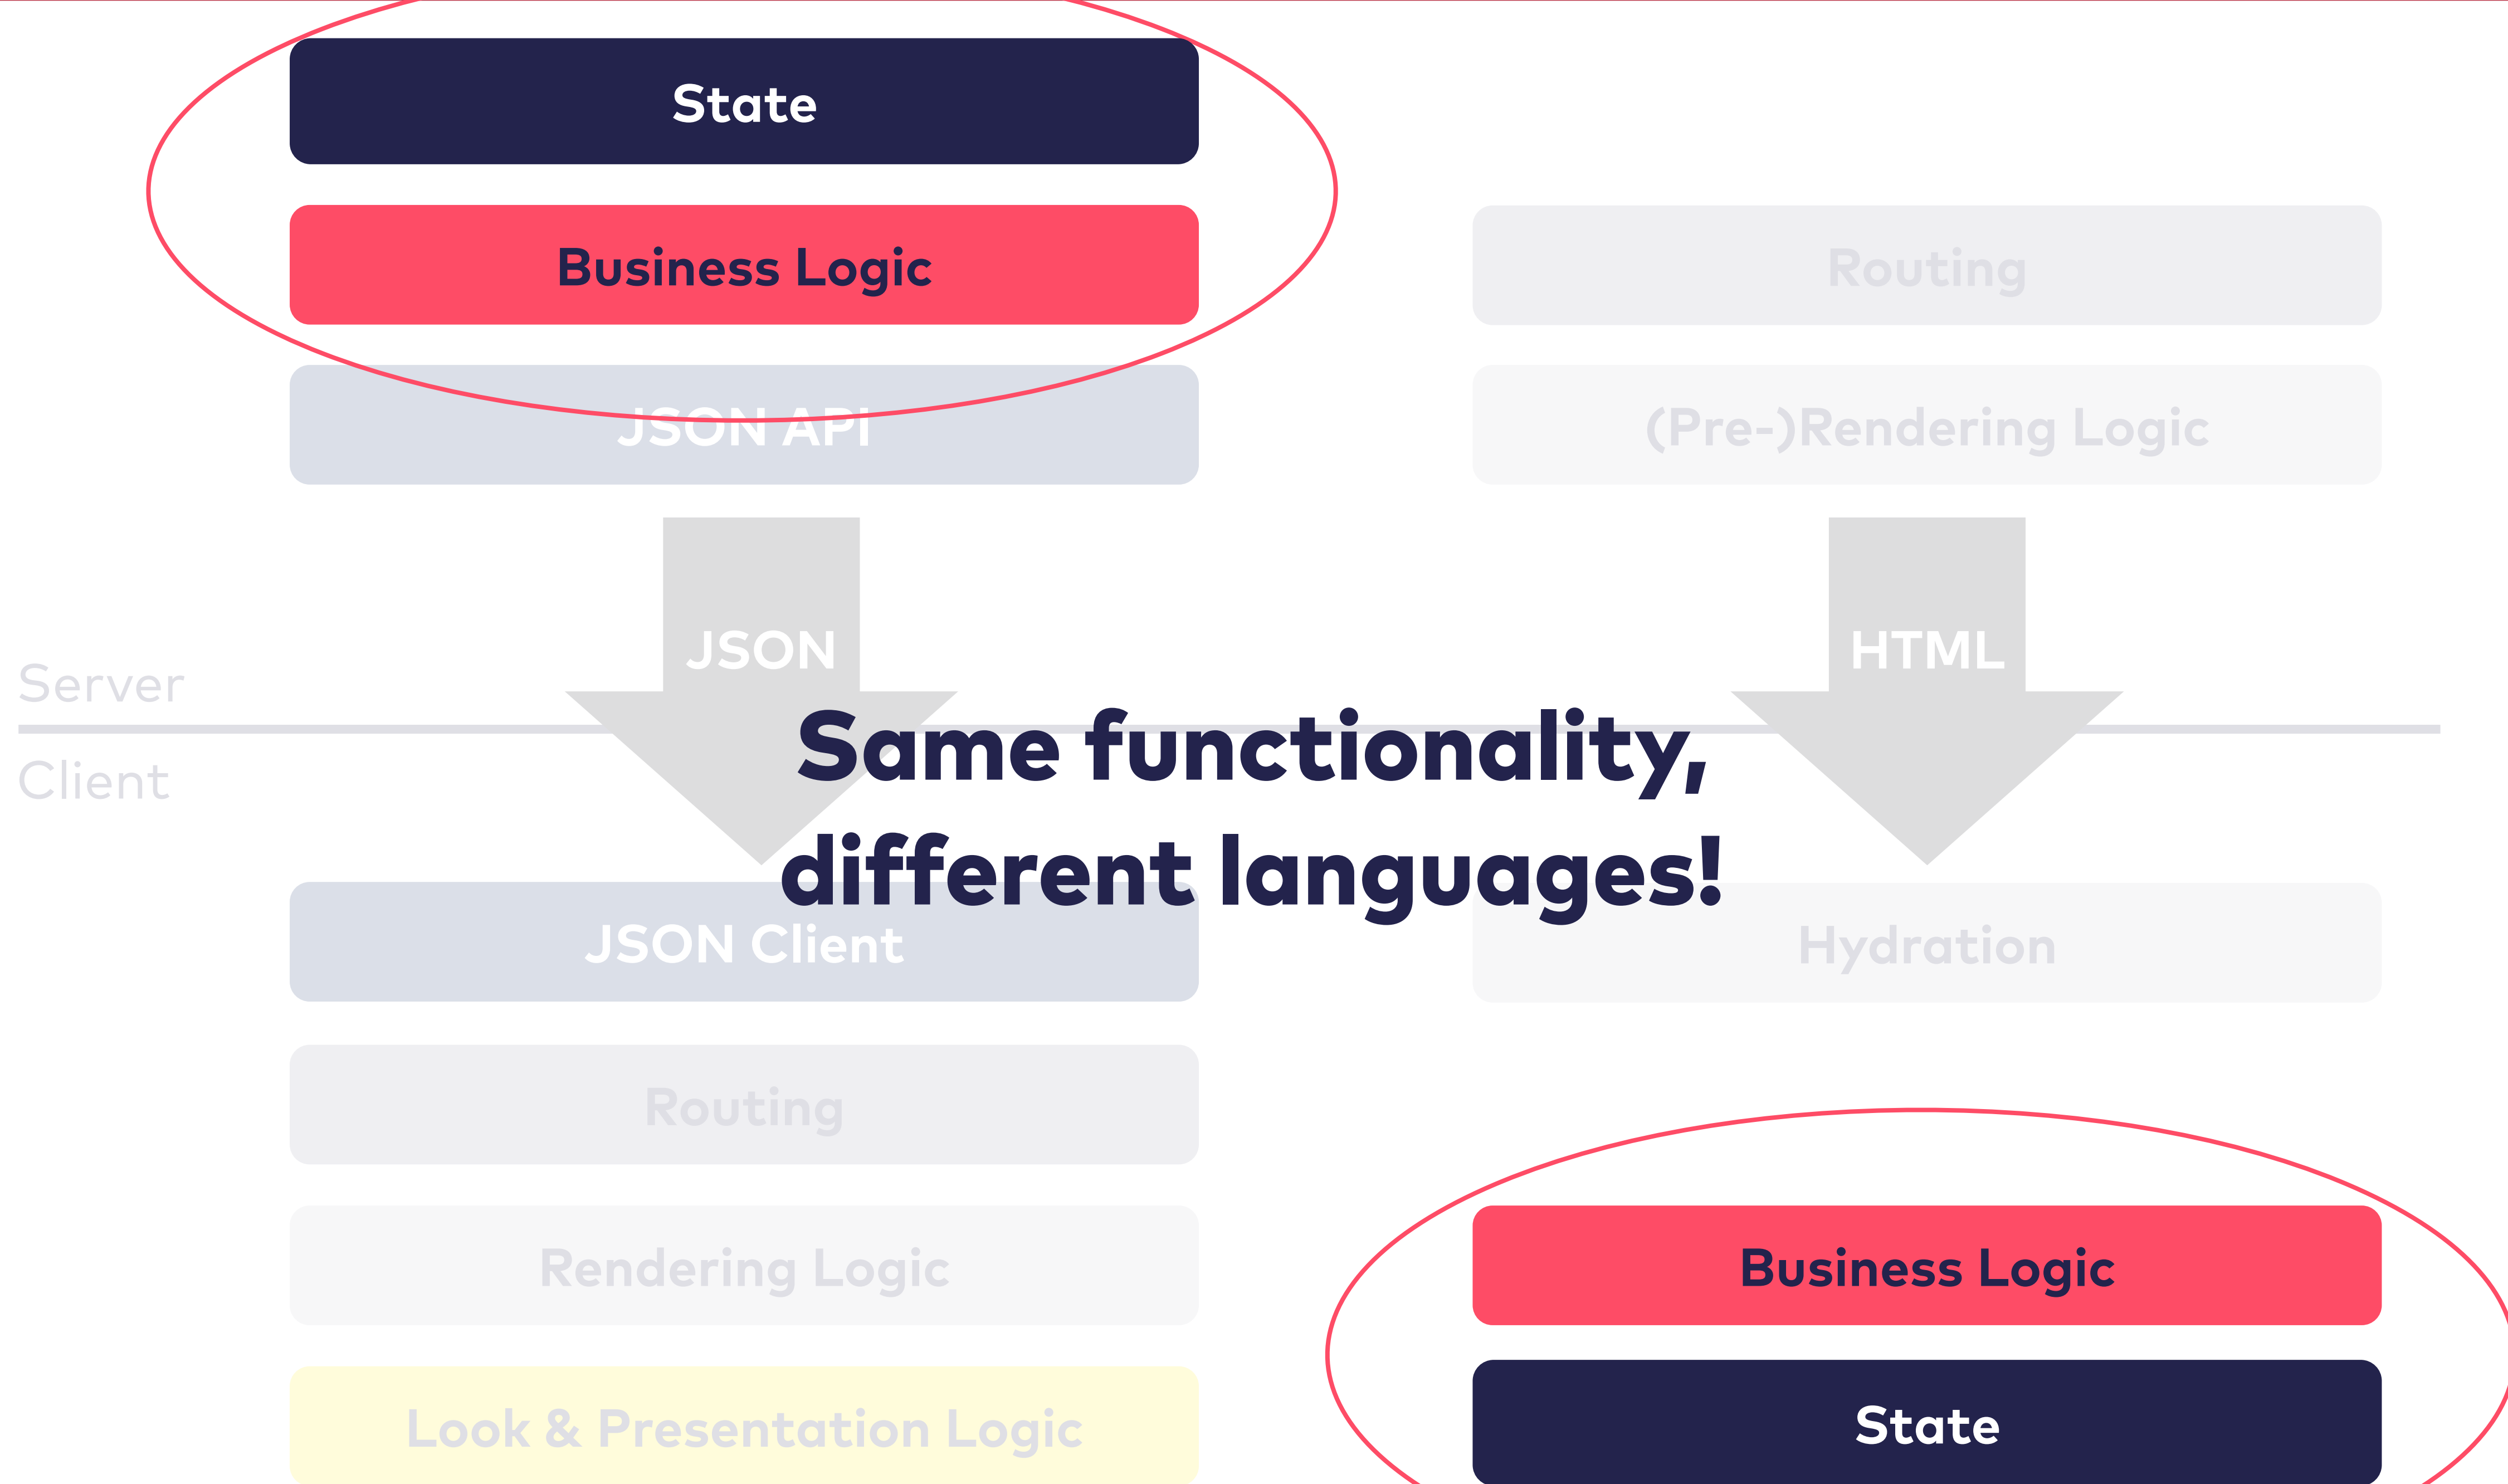 State
Business Logic
Routing
JSON API
(Pre-)Rendering Logic
JSON
HTML
Server
Client
Same functionality,
different languages!
JSON Client
Hydration
Routing
Rendering Logic
Business Logic
Look & Presentation Logic
State